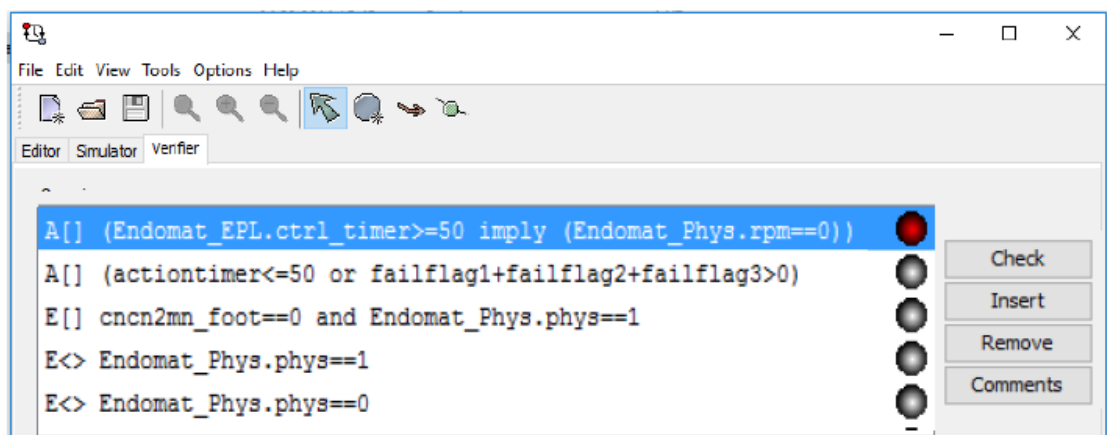 File Edit View Tools Options Help
Editor Simulator Verifier
A[] (Endomat_EPL.ctrl_timer>=50 imply (Endomat_Phys.rpm==0))
A[] (actiontimer<=50 or failflag1+failflag2+failflag3>0)
E[] cncn2mn_foot==0 and Endomat_Phys.phys==1
E<> Endomat_Phys.phys==1
E<> Endomat_Phys.phys==0
Check
Insert
Remove
Comments